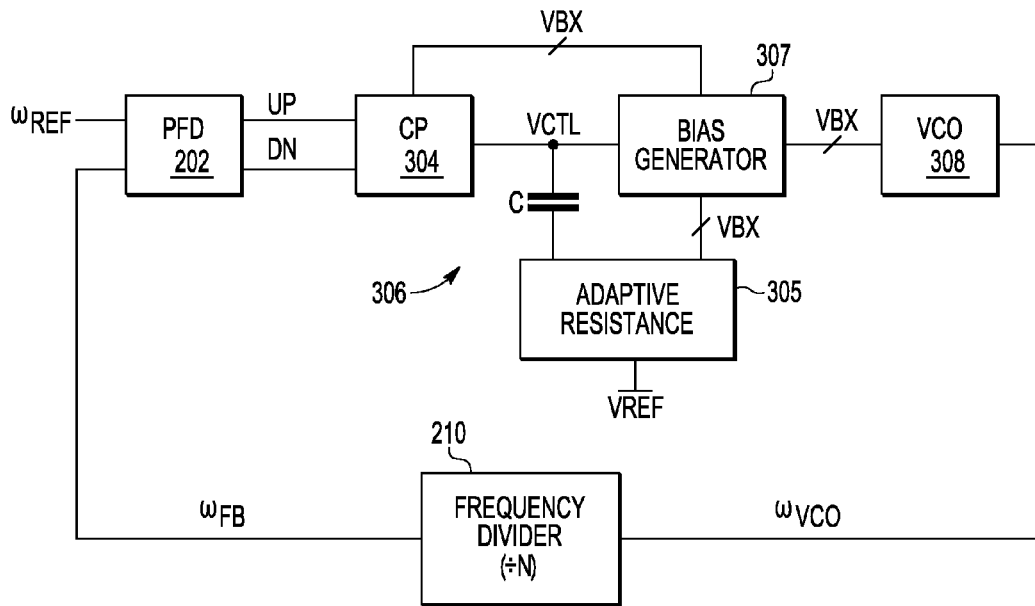 VBX
307
ωREF
PFD
202
UP
DN
CP
304
VCTL
BIAS
GENERATOR
VBX
VCO
308
C
VBX
306
ADAPTIVE
RESISTANCE
305
VREF
210
ωFB
FREQUENCY
DIVIDER
(÷N)
ωVCO